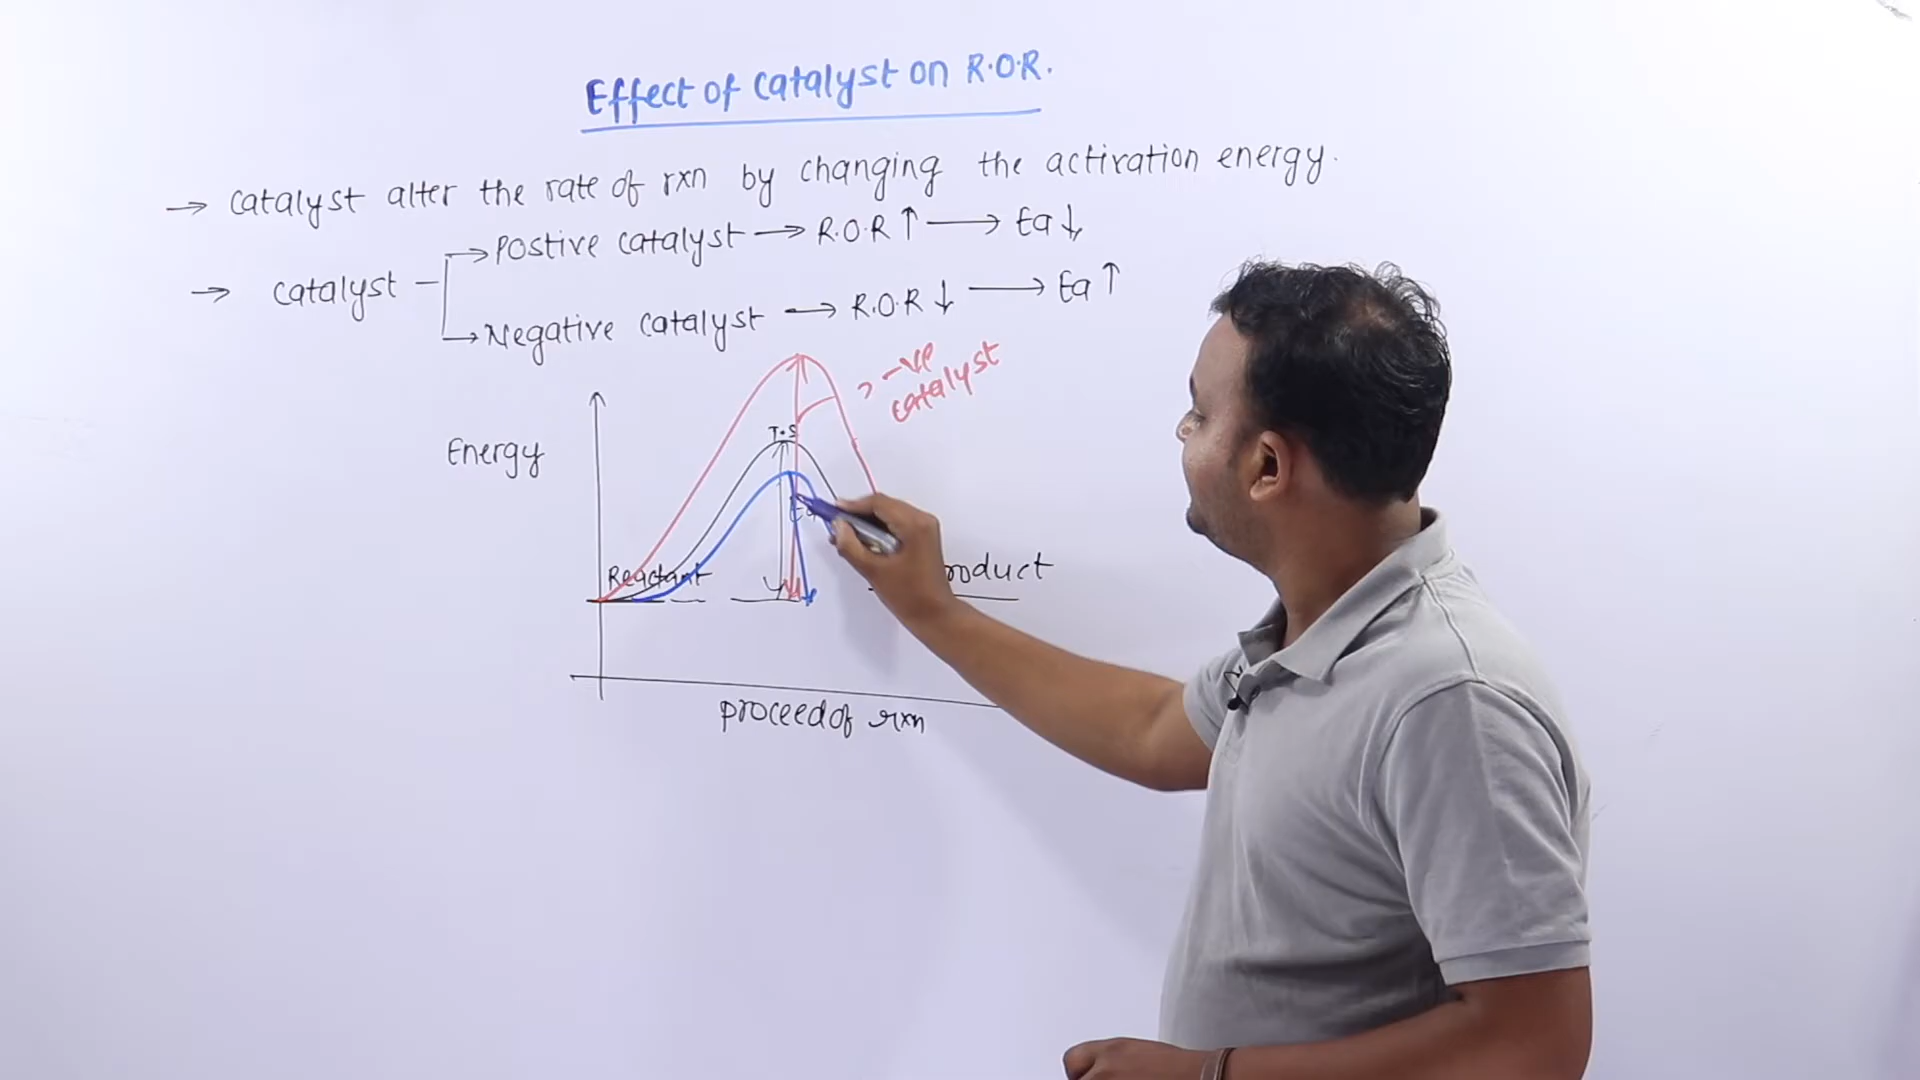 Effect of catalyst on R.O.R.
→ catalyst alter the rate of rxn by changing the activation energy.
→ catalyst → Postive catalyst → R.O.R ↑ → Ea ↓
→ Negative catalyst → R.O.R ↓ → Ea ↑
-ve
catalyst
T.S
Energy
Ea
Reactant
roduct
proceed of rxn